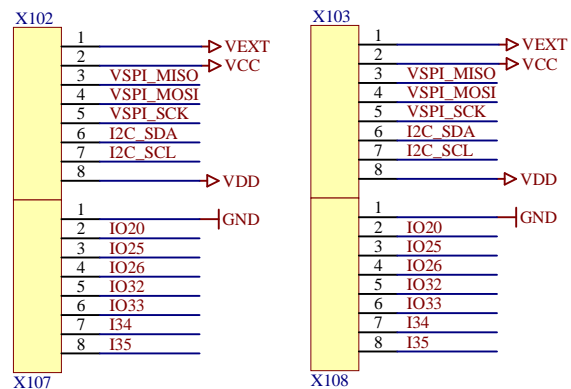 X102
1 VEXT
2 VCC
3 VSPI_MISO
4 VSPI_MOSI
5 VSPI_SCK
6 I2C_SDA
7 I2C_SCL
8 VDD
1 GND
2 IO20
3 IO25
4 IO26
5 IO32
6 IO33
7 I34
8 I35
X107
X103
1 VEXT
2 VCC
3 VSPI_MISO
4 VSPI_MOSI
5 VSPI_SCK
6 I2C_SDA
7 I2C_SCL
8 VDD
1 GND
2 IO20
3 IO25
4 IO26
5 IO32
6 IO33
7 I34
8 I35
X108